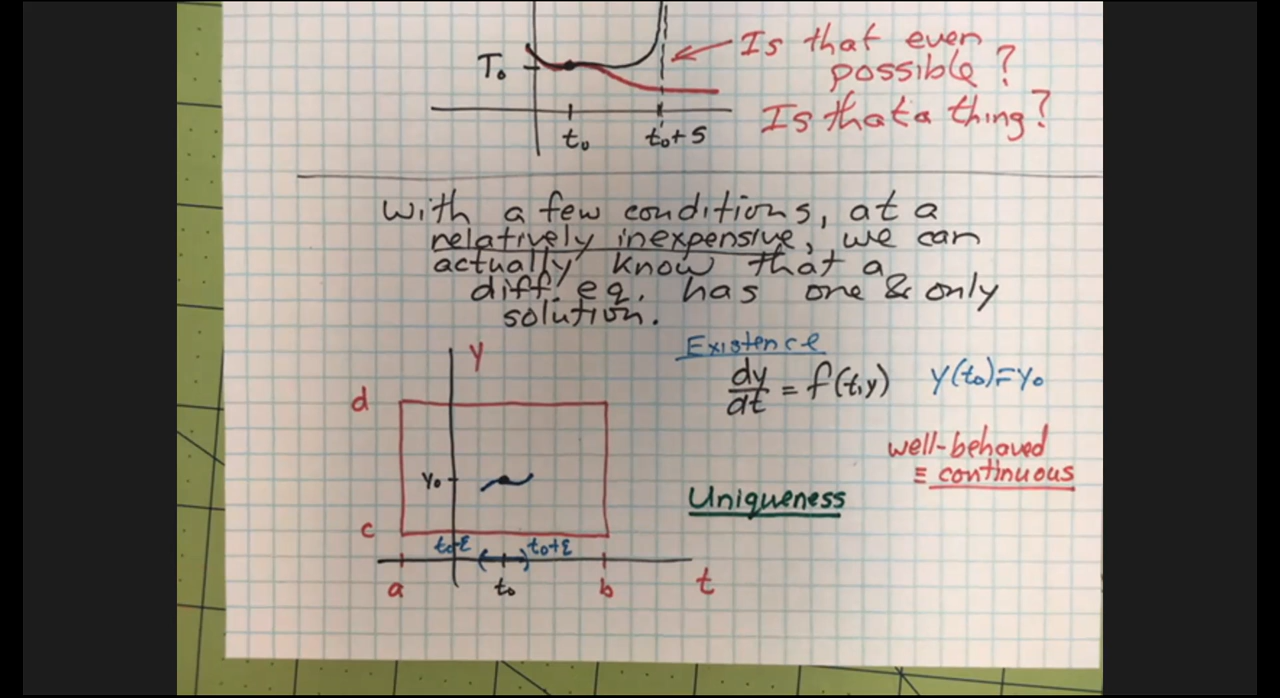 Is that even
possible?
T₀
Is that a thing?
t₀
t₀+5
with a few conditions, at a
relatively inexpensive, we can
actually know that a
diff. eq. has one & only
solution.
Existence
y
dy/dt = f(t,y) y(t₀)=y₀
d
well-behaved
≡ continuous
y₀
Uniqueness
c
t₀-ε t₀+ε
a t₀ b t